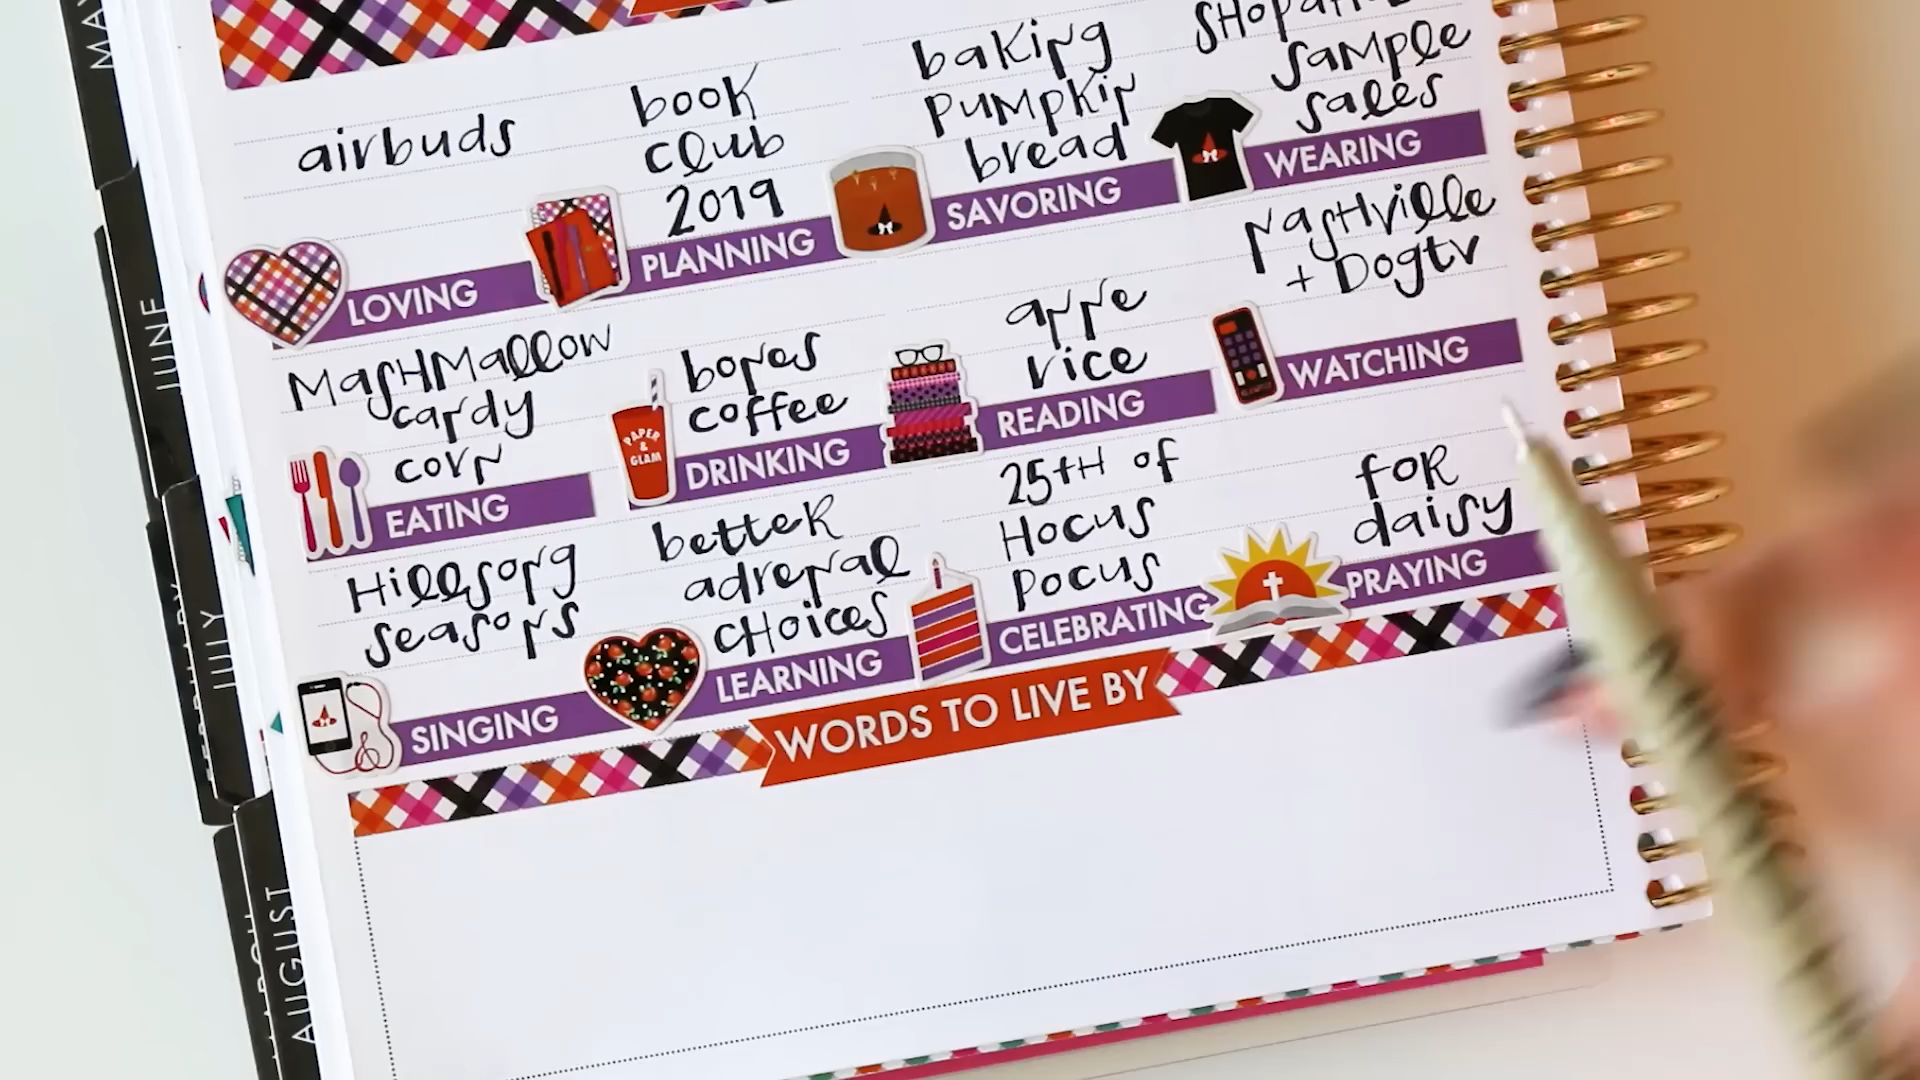 airbuds
LOVING
book
club
2019
PLANNING
baking
pumpkin
bread
SAVORING
sample
sales
WEARING
MasHMallow
candy
corn
EATING
bones
coffee
PAPER
&
GLAM
DRINKING
anne
rice
READING
Nashville
+ Dogtv
WATCHING
Hillsong
seasons
SINGING
better
adrenal
choices
LEARNING
25th of
Hocus
Pocus
CELEBRATING
for
daisy
PRAYING
WORDS TO LIVE BY
MAY
JUNE
JULY
AUGUST